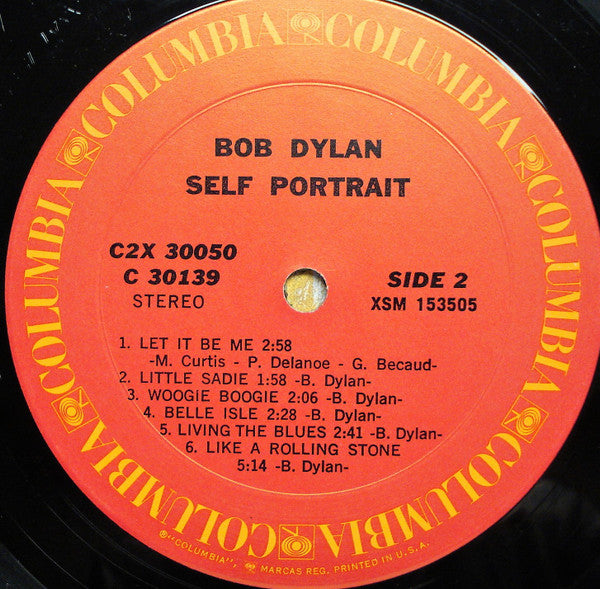 COLUMBIA COLUMBIA COLUMBIA COLUMBIA COLUMBIA COLUMBIA
BOB DYLAN
SELF PORTRAIT
C2X 30050
C 30139
STEREO
SIDE 2
XSM 153505
1. LET IT BE ME 2:58
-M. Curtis - P. Delanoe - G. Becaud-
2. LITTLE SADIE 1:58 -B. Dylan-
3. WOOGIE BOOGIE 2:06 -B. Dylan-
4. BELLE ISLE 2:28 -B. Dylan-
5. LIVING THE BLUES 2:41 -B. Dylan-
6. LIKE A ROLLING STONE
5:14 -B. Dylan-
®"COLUMBIA", MARCAS REG. PRINTED IN U.S.A.